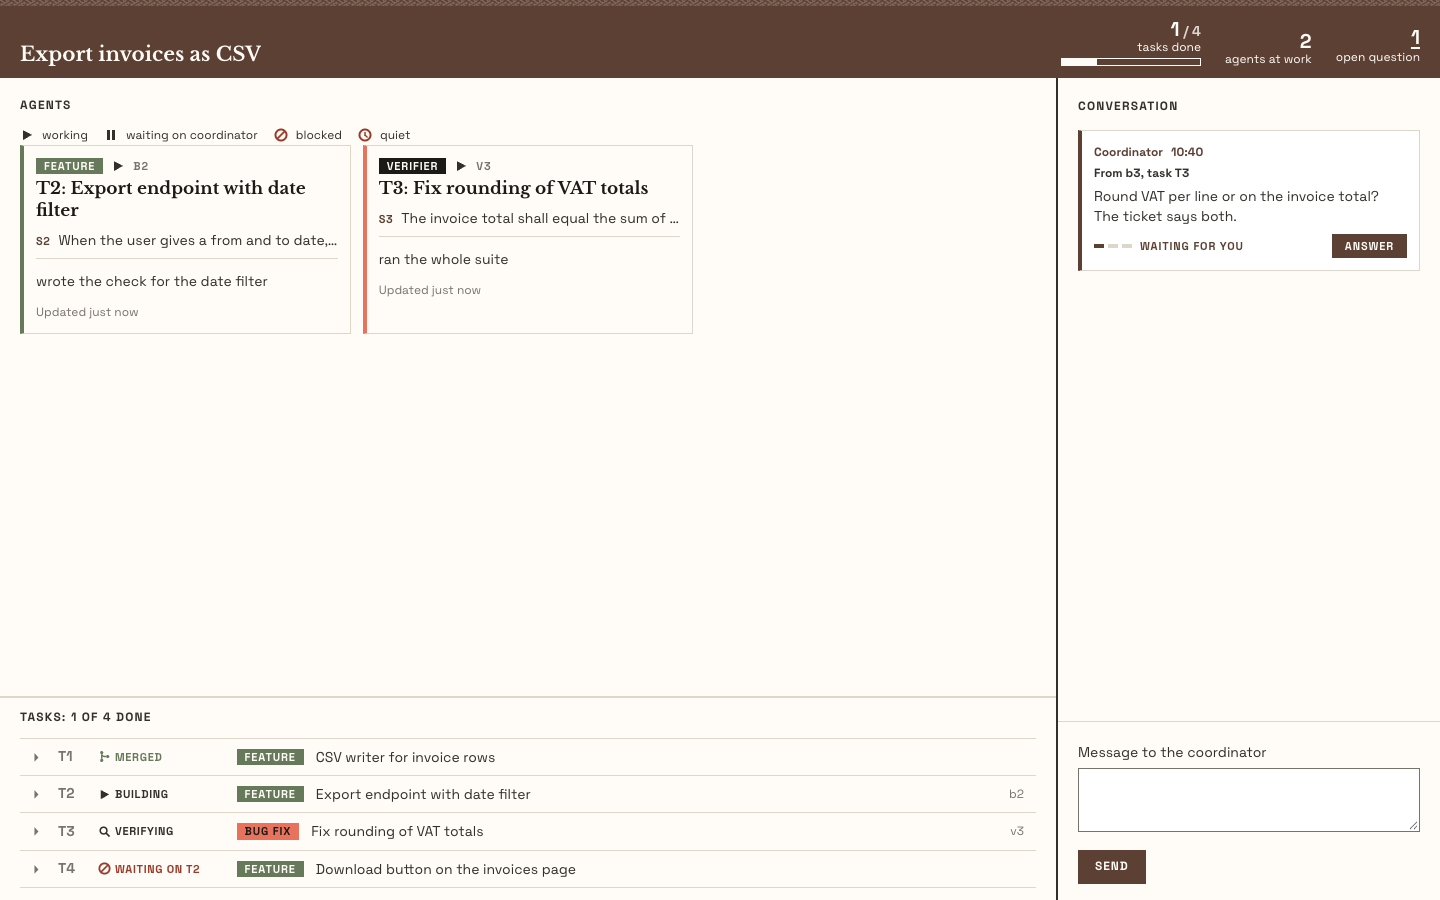 Export invoices as CSV
1 / 4
tasks done
2
agents at work
1
open question
AGENTS
working
waiting on coordinator
blocked
quiet
FEATURE B2
T2: Export endpoint with date
filter
S2 When the user gives a from and to date,...
wrote the check for the date filter
Updated just now
VERIFIER V3
T3: Fix rounding of VAT totals
S3 The invoice total shall equal the sum of ...
ran the whole suite
Updated just now
TASKS: 1 OF 4 DONE
T1 MERGED FEATURE CSV writer for invoice rows
T2 BUILDING FEATURE Export endpoint with date filter b2
T3 VERIFYING BUG FIX Fix rounding of VAT totals v3
T4 WAITING ON T2 FEATURE Download button on the invoices page
CONVERSATION
Coordinator 10:40
From b3, task T3
Round VAT per line or on the invoice total?
The ticket says both.
WAITING FOR YOU ANSWER
Message to the coordinator
SEND